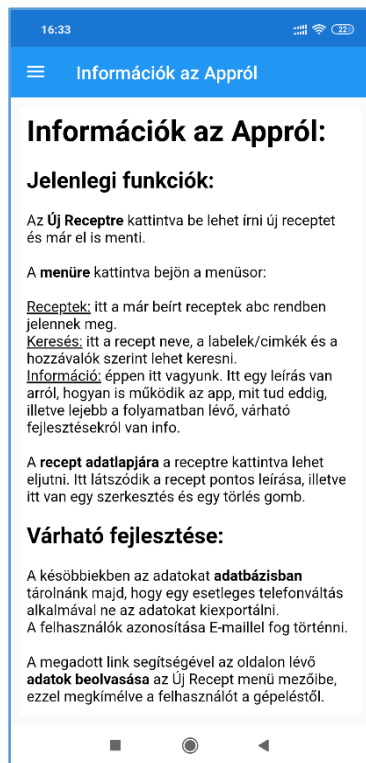 16:33
22
Információk az Appról
Információk az Appról:
Jelenlegi funkciók:
Az Új Receptre kattintva be lehet írni új receptet
és már el is menti.
A menüre kattintva bejön a menüsor:
Receptek: itt a már beírt receptek abc rendben
jelennek meg.
Keresés: itt a recept neve, a labelek/cimkék és a
hozzávalók szerint lehet keresni.
Információ: éppen itt vagyunk. Itt egy leírás van
arról, hogyan is működik az app, mit tud eddig,
illetve lejebb a folyamatban lévő, várható
fejlesztésekról van info.
A recept adatlapjára a receptre kattintva lehet
eljutni. Itt látszódik a recept pontos leírása, illetve
itt van egy szerkesztés és egy törlés gomb.
Várható fejlesztése:
A késöbbiekben az adatokat adatbázisban
tárolnánk majd, hogy egy esetleges telefonváltás
alkalmával ne az adatokat kiexportálni.
A felhasználók azonosítása E-maillel fog történni.
A megadott link segítségével az oldalon lévő
adatok beolvasása az Új Recept menü mezőibe,
ezzel megkímélve a felhasználót a gépeléstől.